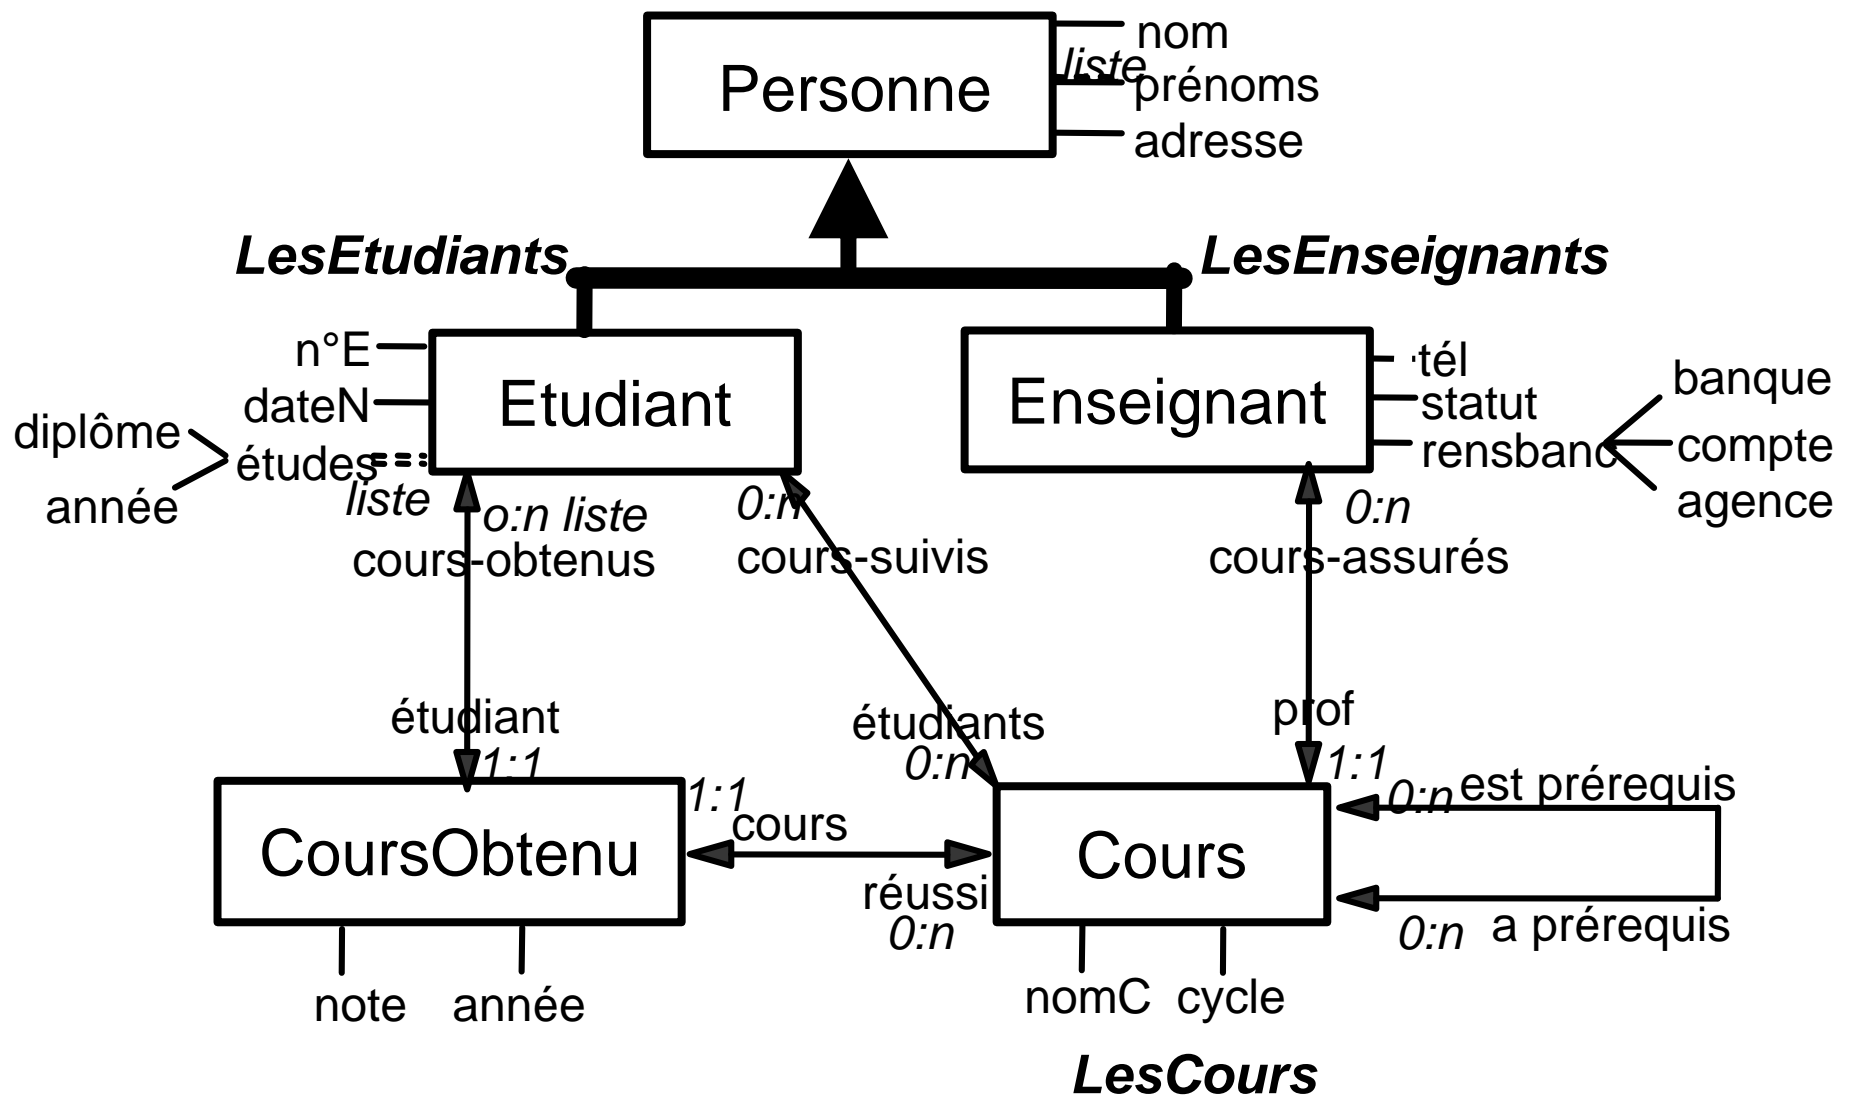 nom
Personne
liste
prénoms
adresse
LesEtudiants
LesEnseignants
n°E
dateN
études
liste
diplôme
année
Etudiant
Enseignant
tél
statut
rensbanc
banque
compte
agence
o:n liste
cours-obtenus
0:n
cours-suivis
0:n
cours-assurés
étudiant
1:1
étudiants
0:n
prof
1:1
CoursObtenu
1:1
cours
réussi
0:n
Cours
0:n est prérequis
0:n a prérequis
note
année
nomC
cycle
LesCours